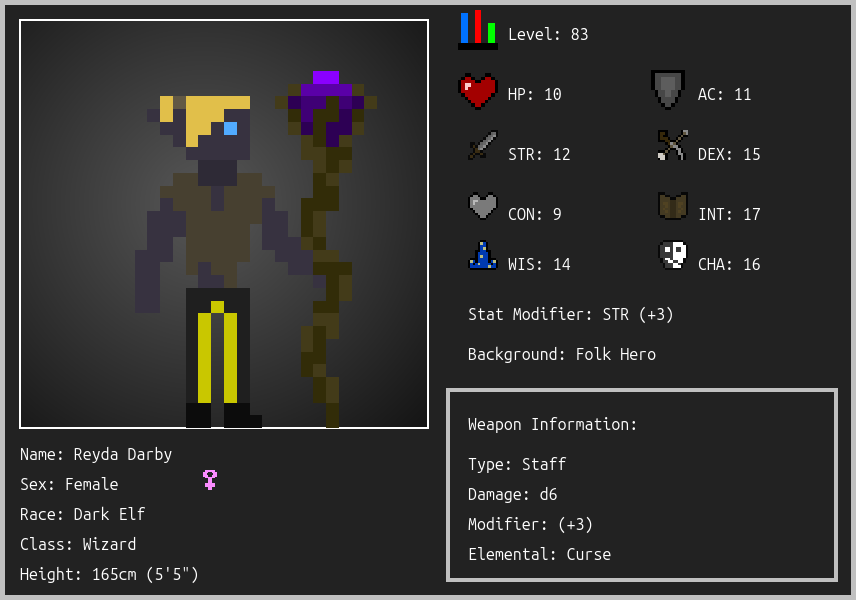 Level: 83
HP: 10
AC: 11
STR: 12
DEX: 15
CON: 9
INT: 17
WIS: 14
CHA: 16
Stat Modifier: STR (+3)
Background: Folk Hero
Weapon Information:
Type: Staff
Damage: d6
Modifier: (+3)
Elemental: Curse
Name: Reyda Darby
Sex: Female
Race: Dark Elf
Class: Wizard
Height: 165cm (5'5")